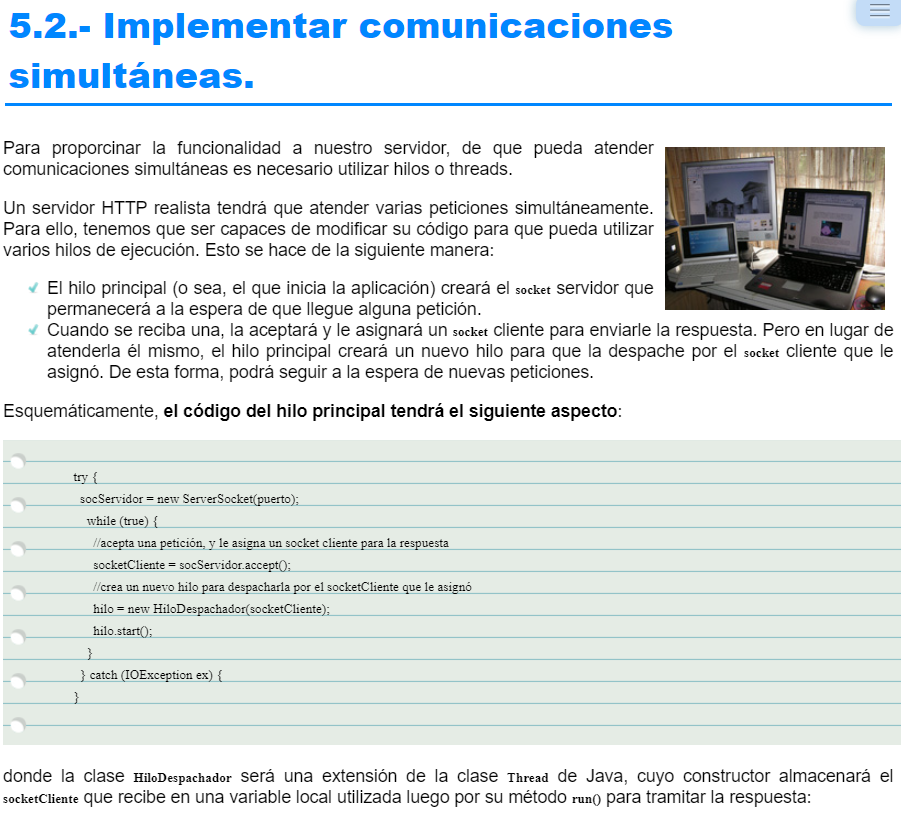 5.2.- Implementar comunicaciones
simultáneas.
Para proporcinar la funcionalidad a nuestro servidor, de que pueda atender
comunicaciones simultáneas es necesario utilizar hilos o threads.
Un servidor HTTP realista tendrá que atender varias peticiones simultáneamente.
Para ello, tenemos que ser capaces de modificar su código para que pueda utilizar
varios hilos de ejecución. Esto se hace de la siguiente manera:
El hilo principal (o sea, el que inicia la aplicación) creará el socket servidor que
permanecerá a la espera de que llegue alguna petición.
Cuando se reciba una, la aceptará y le asignará un socket cliente para enviarle la respuesta. Pero en lugar de
atenderla él mismo, el hilo principal creará un nuevo hilo para que la despache por el socket cliente que le
asignó. De esta forma, podrá seguir a la espera de nuevas peticiones.
Esquemáticamente, el código del hilo principal tendrá el siguiente aspecto:
try {
socServidor = new ServerSocket(puerto);
while (true) {
//acepta una petición, y le asigna un socket cliente para la respuesta
socketCliente = socServidor.accept();
//crea un nuevo hilo para despacharla por el socketCliente que le asignó
hilo = new HiloDespachador(socketCliente);
hilo.start();
}
} catch (IOException ex) {
}
donde la clase HiloDespachador será una extensión de la clase Thread de Java, cuyo constructor almacenará el
socketCliente que recibe en una variable local utilizada luego por su método run() para tramitar la respuesta: